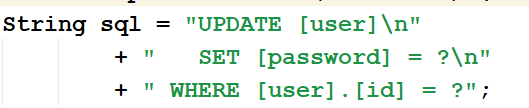 String sql = "UPDATE [user]\n"
        + "   SET [password] = ?\n"
        + " WHERE [user].[id] = ?";